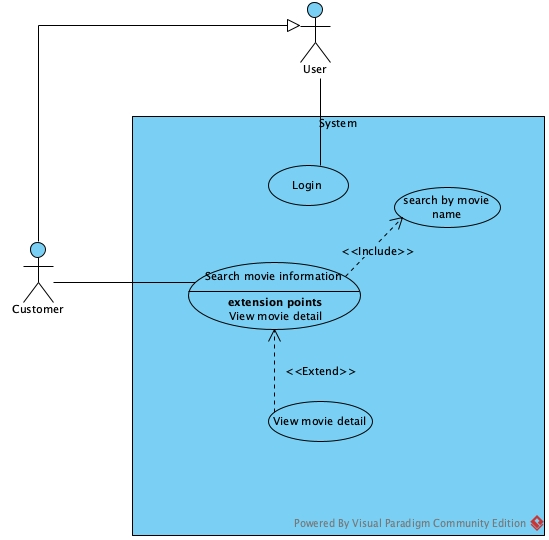 User
System
Login
search by movie
name
<<Include>>
Search movie information
extension points
View movie detail
Customer
<<Extend>>
View movie detail
Powered By Visual Paradigm Community Edition